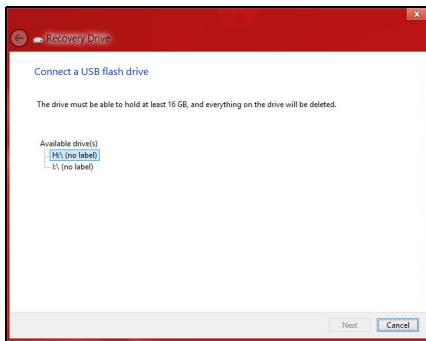 Recovery Drive
Connect a USB flash drive
The drive must be able to hold at least 16 GB, and everything on the drive will be deleted.
Available drive(s)
H:\ (no label)
I:\ (no label)
Next
Cancel